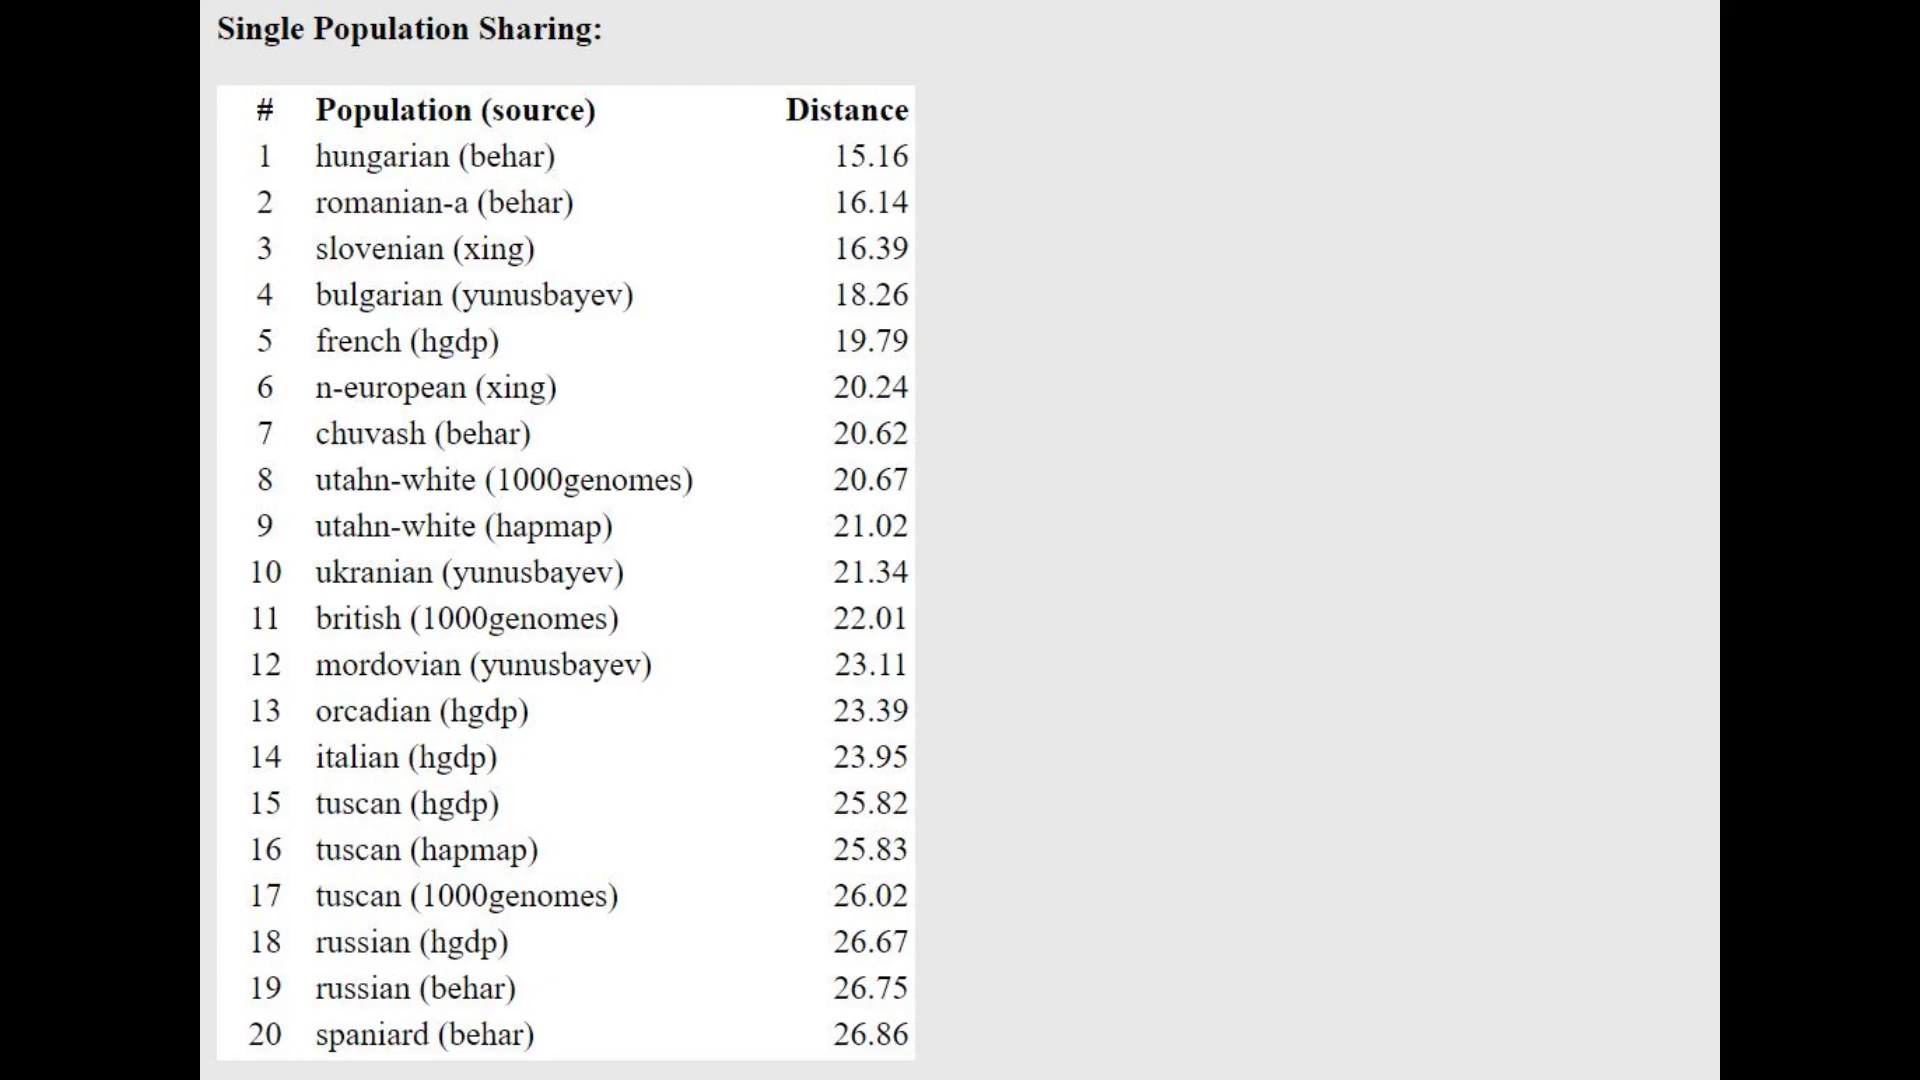 Single Population Sharing:
# Population (source) Distance
1 hungarian (behar) 15.16
2 romanian-a (behar) 16.14
3 slovenian (xing) 16.39
4 bulgarian (yunusbayev) 18.26
5 french (hgdp) 19.79
6 n-european (xing) 20.24
7 chuvash (behar) 20.62
8 utahn-white (1000genomes) 20.67
9 utahn-white (hapmap) 21.02
10 ukranian (yunusbayev) 21.34
11 british (1000genomes) 22.01
12 mordovian (yunusbayev) 23.11
13 orcadian (hgdp) 23.39
14 italian (hgdp) 23.95
15 tuscan (hgdp) 25.82
16 tuscan (hapmap) 25.83
17 tuscan (1000genomes) 26.02
18 russian (hgdp) 26.67
19 russian (behar) 26.75
20 spaniard (behar) 26.86